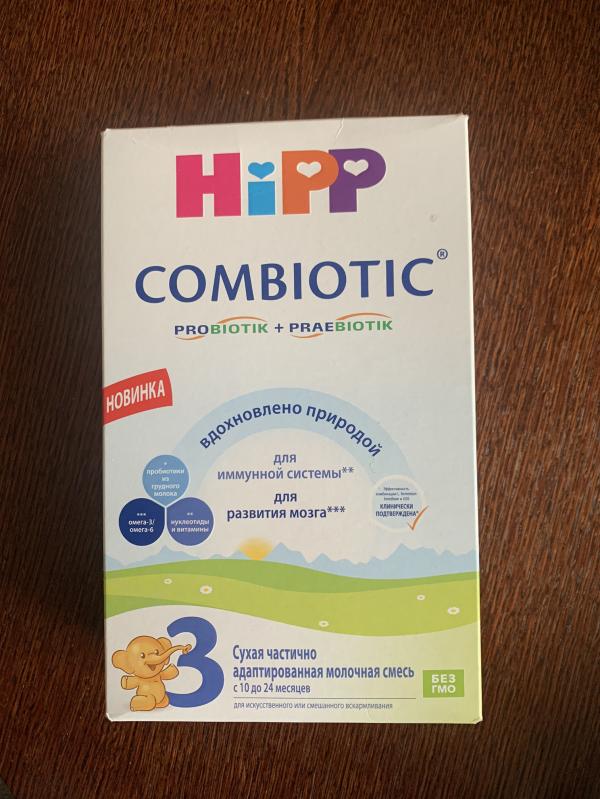 HiPP
COMBIOTIC®
PROBIOTIK + PRAEBIOTIK
НОВИНКА
вдохновлено природой
для
иммунной системы**
для
развития мозга***
*
пробиотики
из
грудного
молока
***
омега-3/
омега-6
**
нуклеотиды
и витамины
Эффективность
КЛИНИЧЕСКИ
ПОДТВЕРЖДЕНА*
3
Сухая частично
адаптированная молочная смесь
с 10 до 24 месяцев
для искусственного или смешанного вскармливания
БЕЗ
ГМО